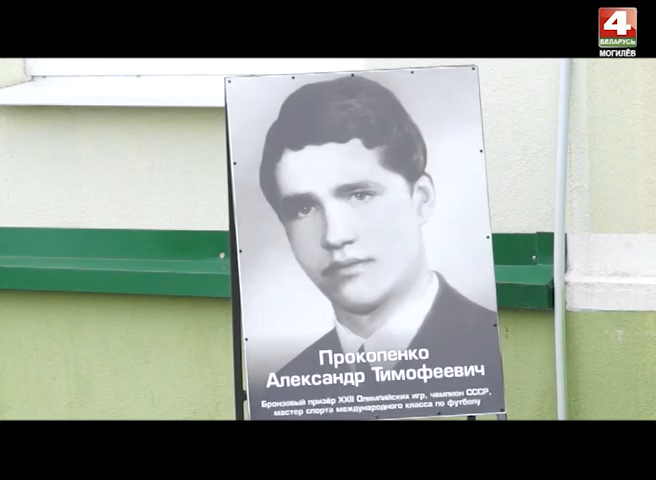 4
БЕЛАРУСЬ
МОГИЛЁВ
Прокопенко
Александр Тимофеевич
Бронзовый призёр XXII Олимпийских игр, чемпион СССР,
мастер спорта международного класса по футболу